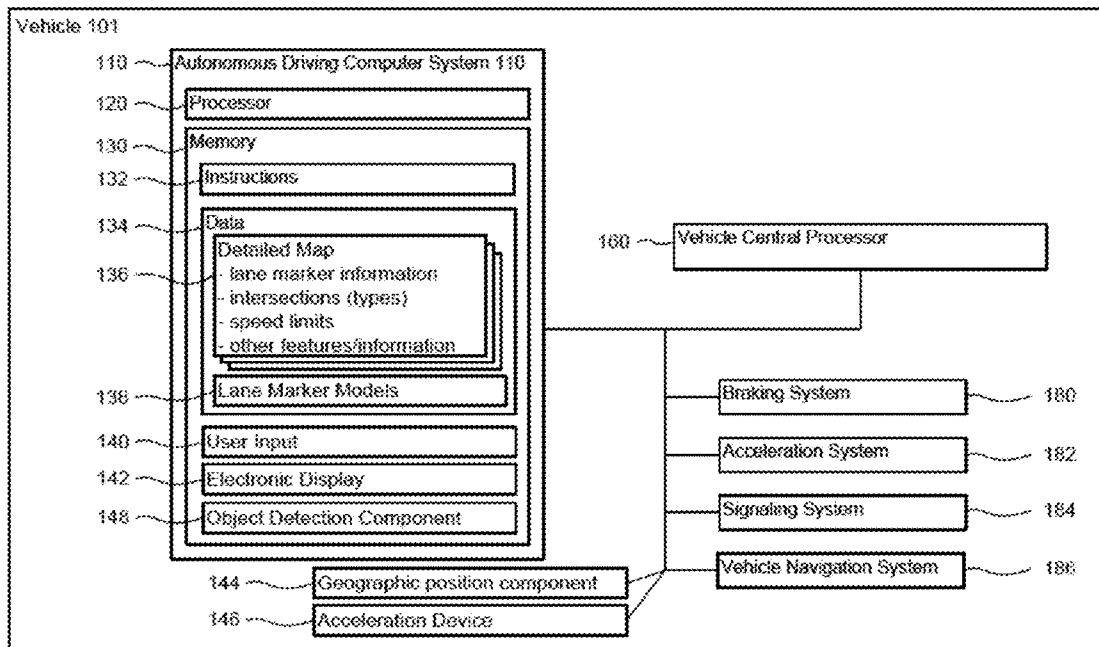 Vehicle 101
110 Autonomous Driving Computer System 110
120 Processor
130 Memory
132 Instructions
134 Data
136 Detailed Map
- lane marker information
- intersections (types)
- speed limits
- other features/information
138 Lane Marker Models
140 User Input
142 Electronic Display
148 Object Detection Component
144 Geographic position component
146 Acceleration Device
160 Vehicle Central Processor
Braking System 180
Acceleration System 182
Signaling System 184
Vehicle Navigation System 186